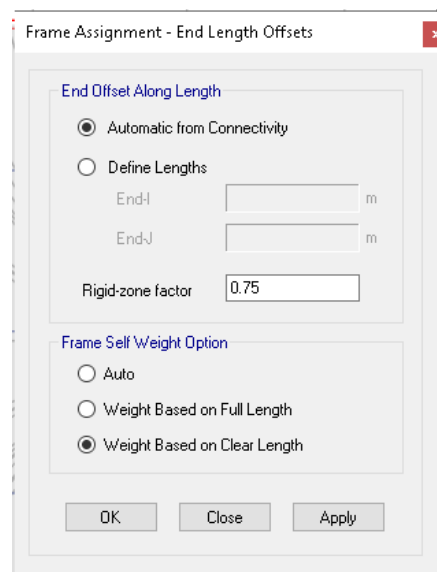 Frame Assignment - End Length Offsets
End Offset Along Length
Automatic from Connectivity
Define Lengths
End-I m
End-J m
Rigid-zone factor 0.75
Frame Self Weight Option
Auto
Weight Based on Full Length
Weight Based on Clear Length
OK Close Apply